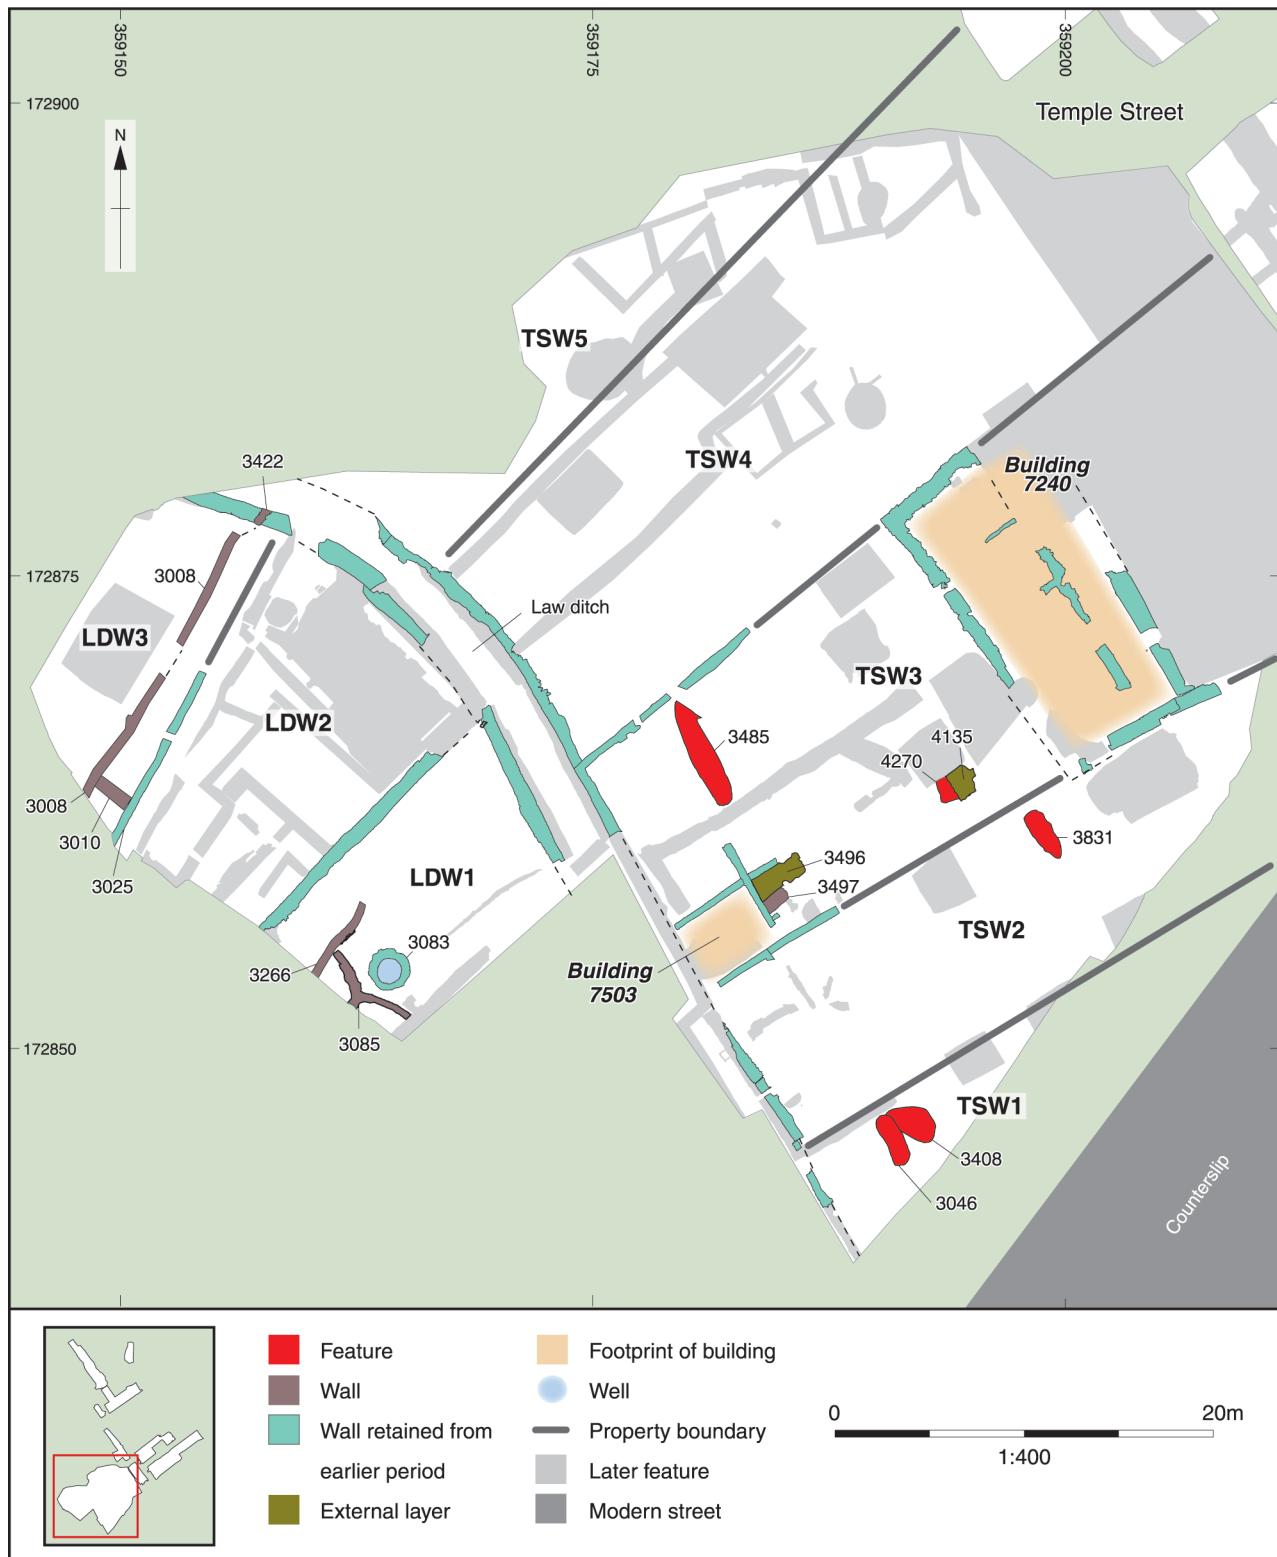 359150
359175
359200
172900
Temple Street
N
TSW5
TSW4
Building
7240
3422
172875
3008
Law ditch
LDW3
TSW3
LDW2
3485
4135
4270
3008
3010
3831
3025
3496
LDW1
3497
TSW2
3083
3266
Building
7503
3085
172850
TSW1
3408
3046
Counterslip
Feature
Wall
Wall retained from
earlier period
External layer
Footprint of building
Well
Property boundary
Later feature
Modern street
0
20m
1:400